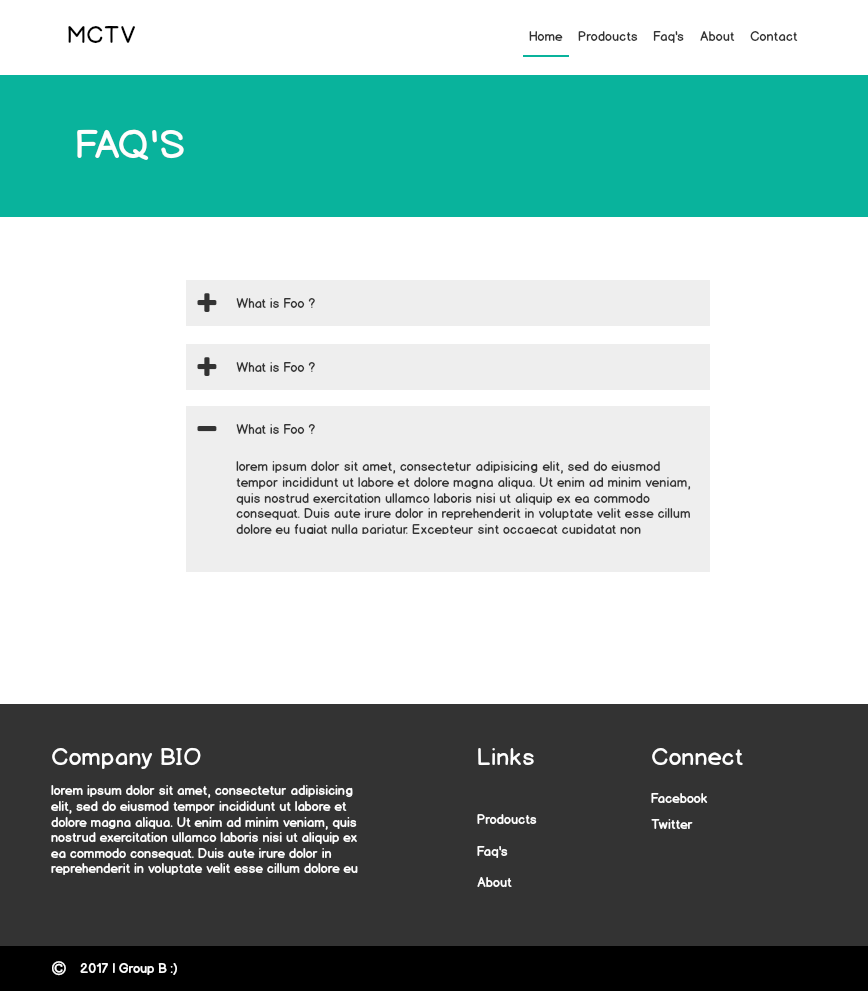 MCTV
Home Prodoucts Faq's About Contact
FAQ'S
What is Foo ?
What is Foo ?
What is Foo ?
lorem ipsum dolor sit amet, consectetur adipisicing elit, sed do eiusmod
tempor incididunt ut labore et dolore magna aliqua. Ut enim ad minim veniam,
quis nostrud exercitation ullamco laboris nisi ut aliquip ex ea commodo
consequat. Duis aute irure dolor in reprehenderit in voluptate velit esse cillum
dolore eu fugiat nulla pariatur. Excepteur sint occaecat cupidatat non
Company BIO
lorem ipsum dolor sit amet, consectetur adipisicing
elit, sed do eiusmod tempor incididunt ut labore et
dolore magna aliqua. Ut enim ad minim veniam, quis
nostrud exercitation ullamco laboris nisi ut aliquip ex
ea commodo consequat. Duis aute irure dolor in
reprehenderit in voluptate velit esse cillum dolore eu
Links
Prodoucts
Faq's
About
Connect
Facebook
Twitter
© 2017 | Group B :)